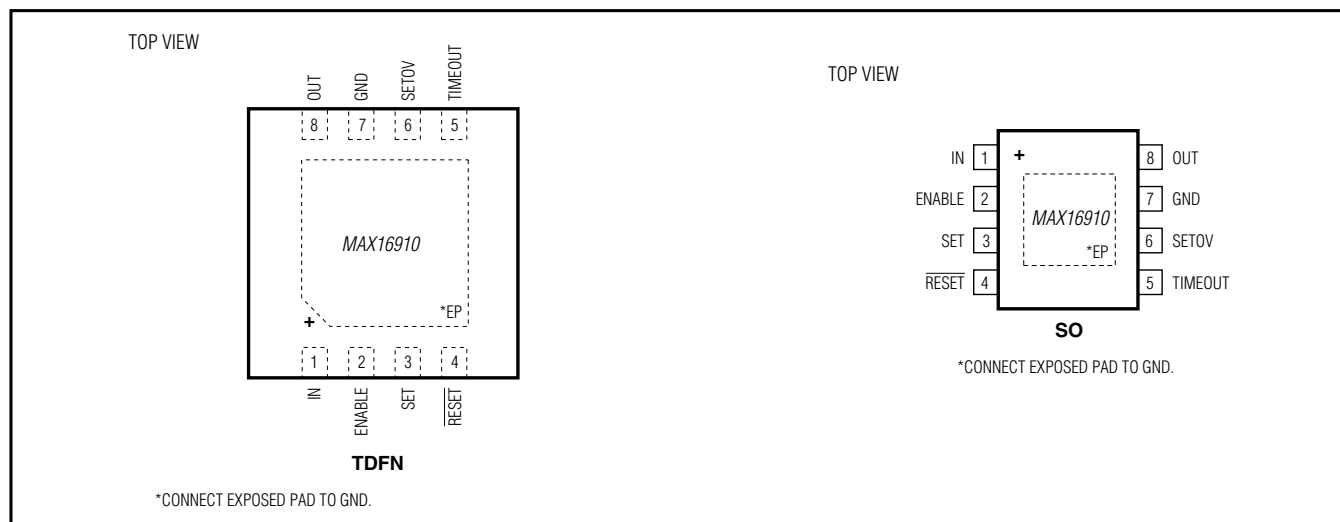 TOP VIEW
OUT
GND
SETOV
TIMEOUT
8 7 6 5
MAX16910
*EP
+
1 2 3 4
IN
ENABLE
SET
RESET
TDFN
*CONNECT EXPOSED PAD TO GND.
TOP VIEW
IN 1 + 8 OUT
ENABLE 2 7 GND
MAX16910
SET 3 6 SETOV
*EP
RESET 4 5 TIMEOUT
SO
*CONNECT EXPOSED PAD TO GND.